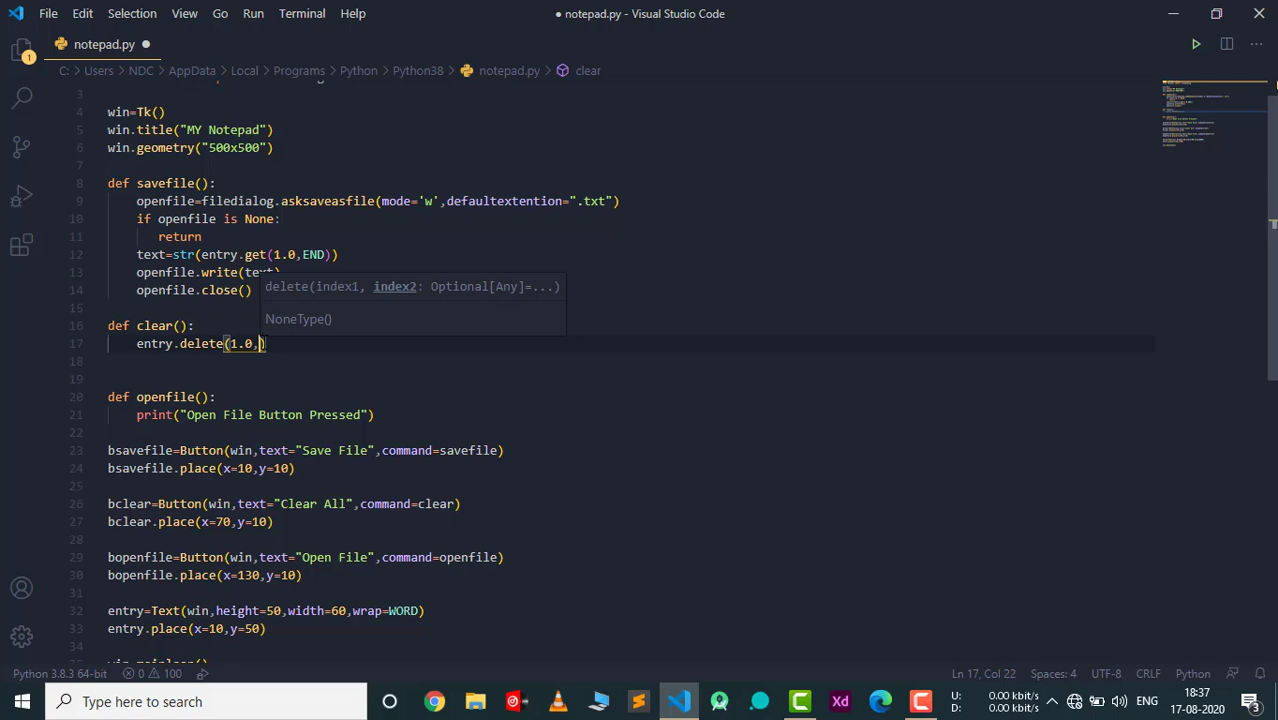 File Edit Selection View Go Run Terminal Help
● notepad.py - Visual Studio Code
notepad.py
C: > Users > NDC > AppData > Local > Programs > Python > Python38 > notepad.py > clear
3
4 win=Tk()
5 win.title("MY Notepad")
6 win.geometry("500x500")
7
8 def savefile():
9 openfile=filedialog.asksaveasfile(mode='w',defaultextention=".txt")
10 if openfile is None:
11 return
12 text=str(entry.get(1.0,END))
13 openfile.write(text)
14 openfile.close()
delete(index1, index2: Optional[Any]=...)
NoneType()
15
16 def clear():
17 entry.delete(1.0,)
18
19
20 def openfile():
21 print("Open File Button Pressed")
22
23 bsavefile=Button(win,text="Save File",command=savefile)
24 bsavefile.place(x=10,y=10)
25
26 bclear=Button(win,text="Clear All",command=clear)
27 bclear.place(x=70,y=10)
28
29 bopenfile=Button(win,text="Open File",command=openfile)
30 bopenfile.place(x=130,y=10)
31
32 entry=Text(win,height=50,width=60,wrap=WORD)
33 entry.place(x=10,y=50)
34
1
Python 3.8.3 64-bit 0 100 Ln 17, Col 22 Spaces: 4 UTF-8 CRLF Python
Type here to search
Xd
U: 0.00 kbit/s
D: 0.00 kbit/s
ENG
18:37
17-08-2020
3